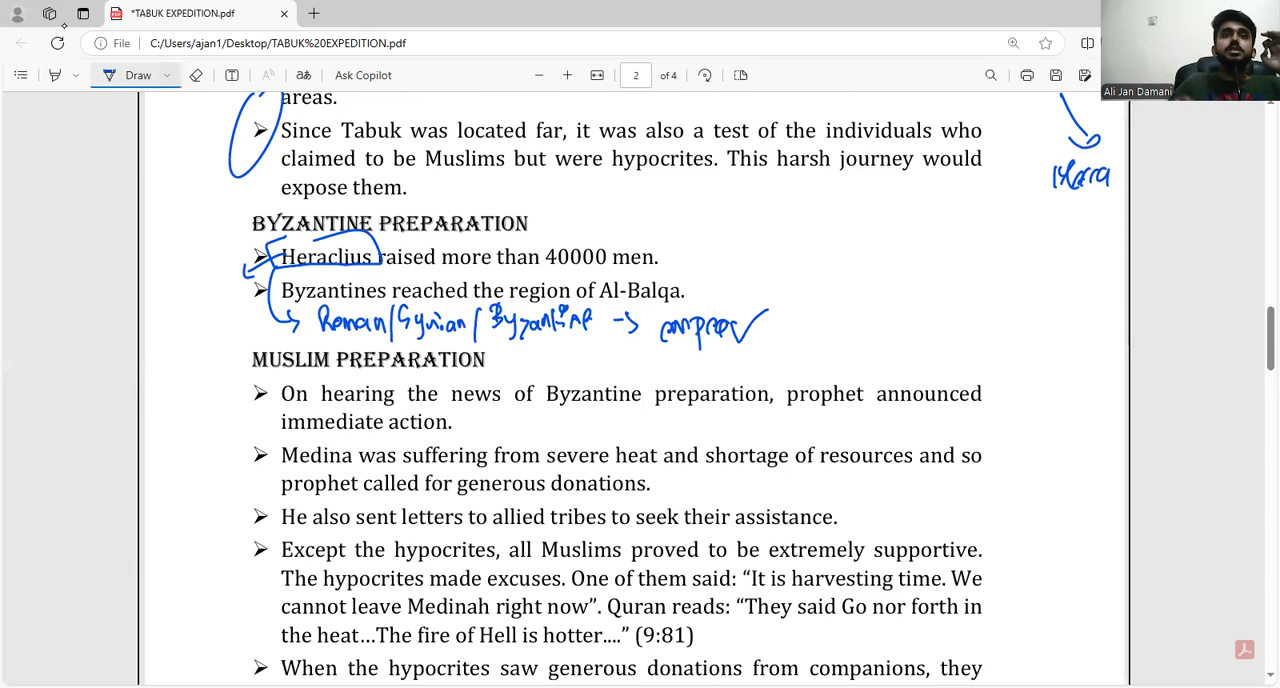 *TABUK EXPEDITION.pdf
File C:/Users/ajan1/Desktop/TABUK%20EXPEDITION.pdf
Draw Ask Copilot 2 of 4
Ali Jan Damani
areas.
➢ Since Tabuk was located far, it was also a test of the individuals who
claimed to be Muslims but were hypocrites. This harsh journey would
expose them.
BYZANTINE PREPARATION
➢ Heraclius raised more than 40000 men.
➢ Byzantines reached the region of Al-Balqa.
Roman/Syrian/Byzantine →
MUSLIM PREPARATION
➢ On hearing the news of Byzantine preparation, prophet announced
immediate action.
➢ Medina was suffering from severe heat and shortage of resources and so
prophet called for generous donations.
➢ He also sent letters to allied tribes to seek their assistance.
➢ Except the hypocrites, all Muslims proved to be extremely supportive.
The hypocrites made excuses. One of them said: “It is harvesting time. We
cannot leave Medinah right now”. Quran reads: “They said Go nor forth in
the heat…The fire of Hell is hotter....” (9:81)
➢ When the hypocrites saw generous donations from companions, they